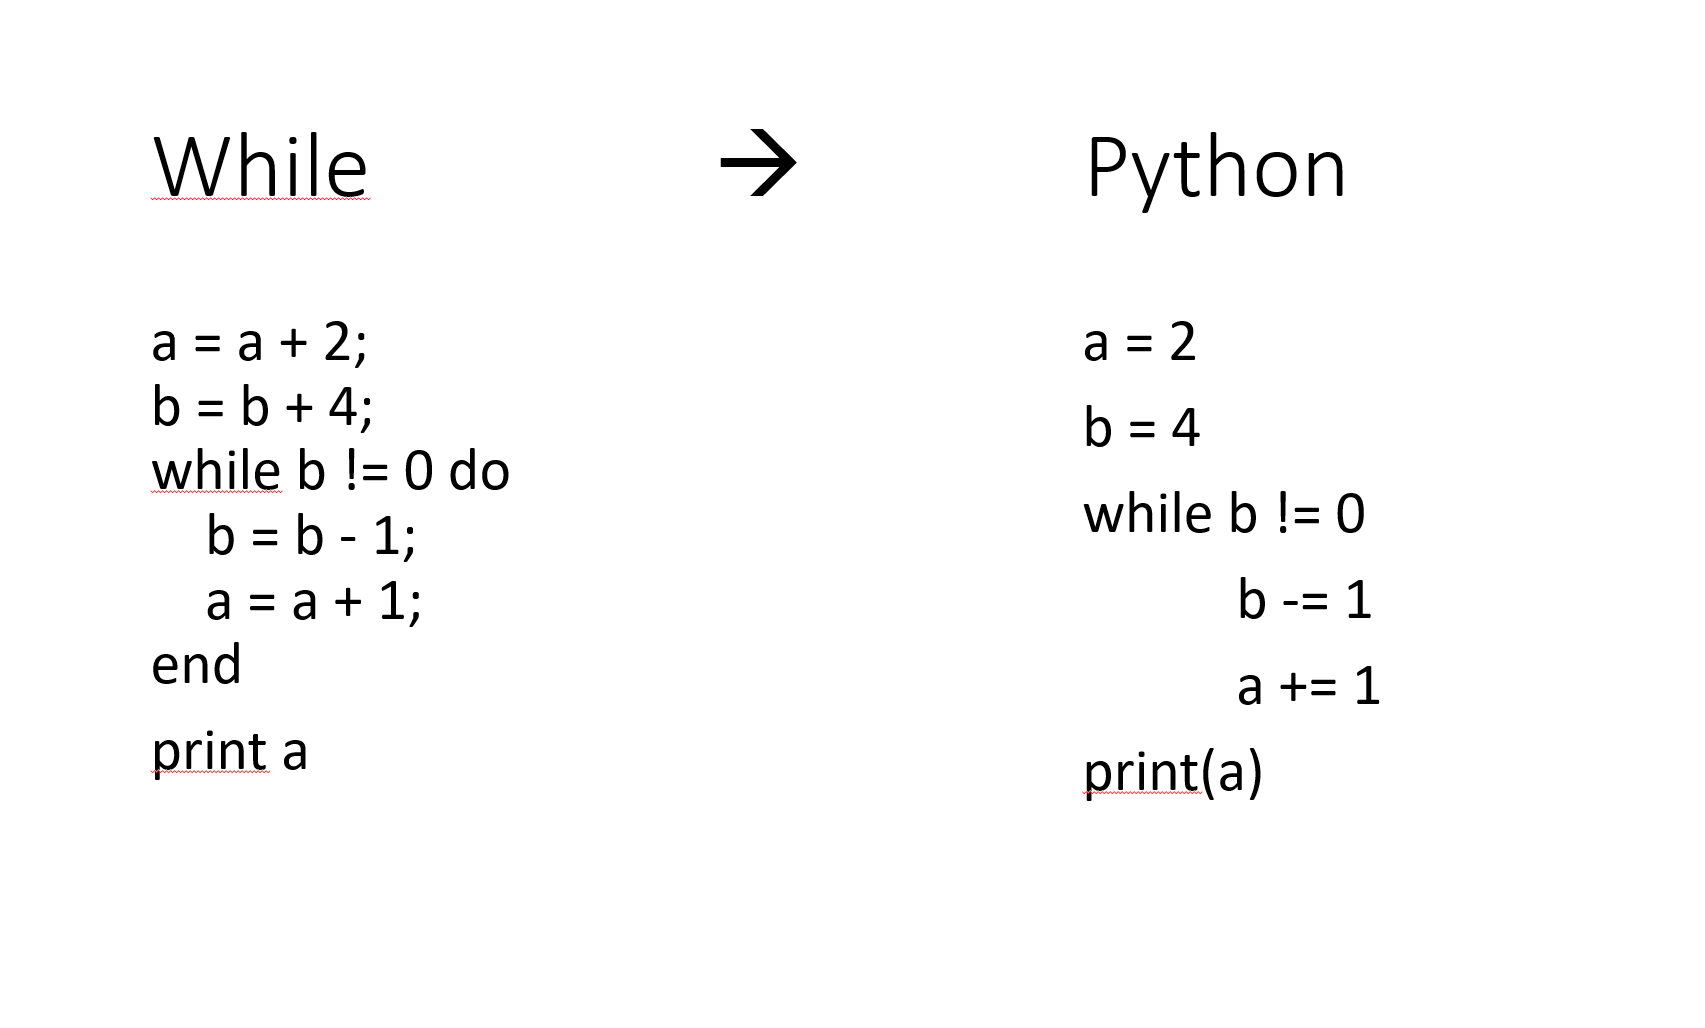 While → Python
a = a + 2;
b = b + 4;
while b != 0 do
b = b - 1;
a = a + 1;
end
print a
a = 2
b = 4
while b != 0
b -= 1
a += 1
print(a)